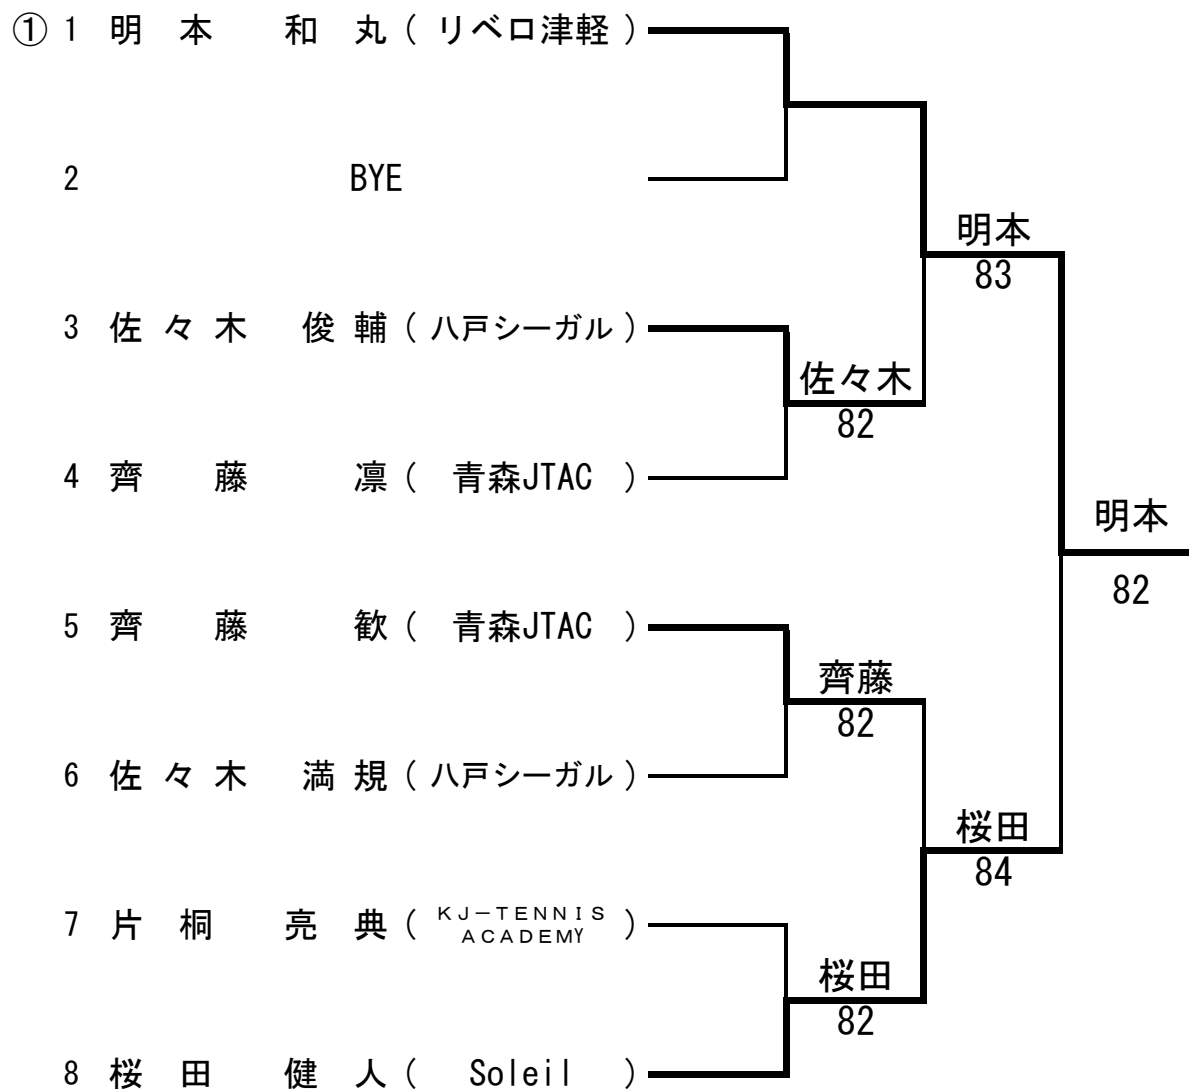 ① 1 明本 和丸 ( リベロ津軽 )
2 BYE
明本
83
3 佐々木 俊輔 ( 八戸シーガル )
佐々木
82
4 齊藤 凛 ( 青森JTAC )
明本
82
5 齊藤 歓 ( 青森JTAC )
齊藤
82
6 佐々木 満規 ( 八戸シーガル )
桜田
84
7 片桐 亮典 ( KJ-TENNIS
ACADEMY )
桜田
82
8 桜田 健人 ( Soleil )